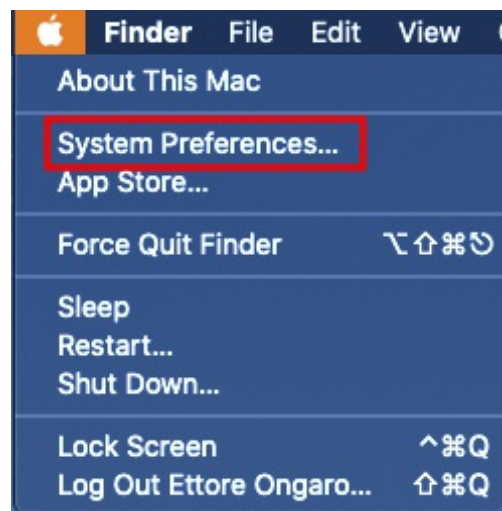 Finder File Edit View
About This Mac
System Preferences...
App Store...
Force Quit Finder ⌥⇧⌘⎋
Sleep
Restart...
Shut Down...
Lock Screen ^⌘Q
Log Out Ettore Ongaro... ⇧⌘Q